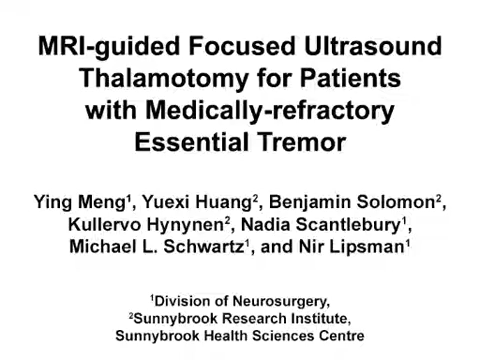 MRI-guided Focused Ultrasound
Thalamotomy for Patients
with Medically-refractory
Essential Tremor
Ying Meng¹, Yuexi Huang², Benjamin Solomon²,
Kullervo Hynynen², Nadia Scantlebury¹,
Michael L. Schwartz¹, and Nir Lipsman¹
¹Division of Neurosurgery,
²Sunnybrook Research Institute,
Sunnybrook Health Sciences Centre